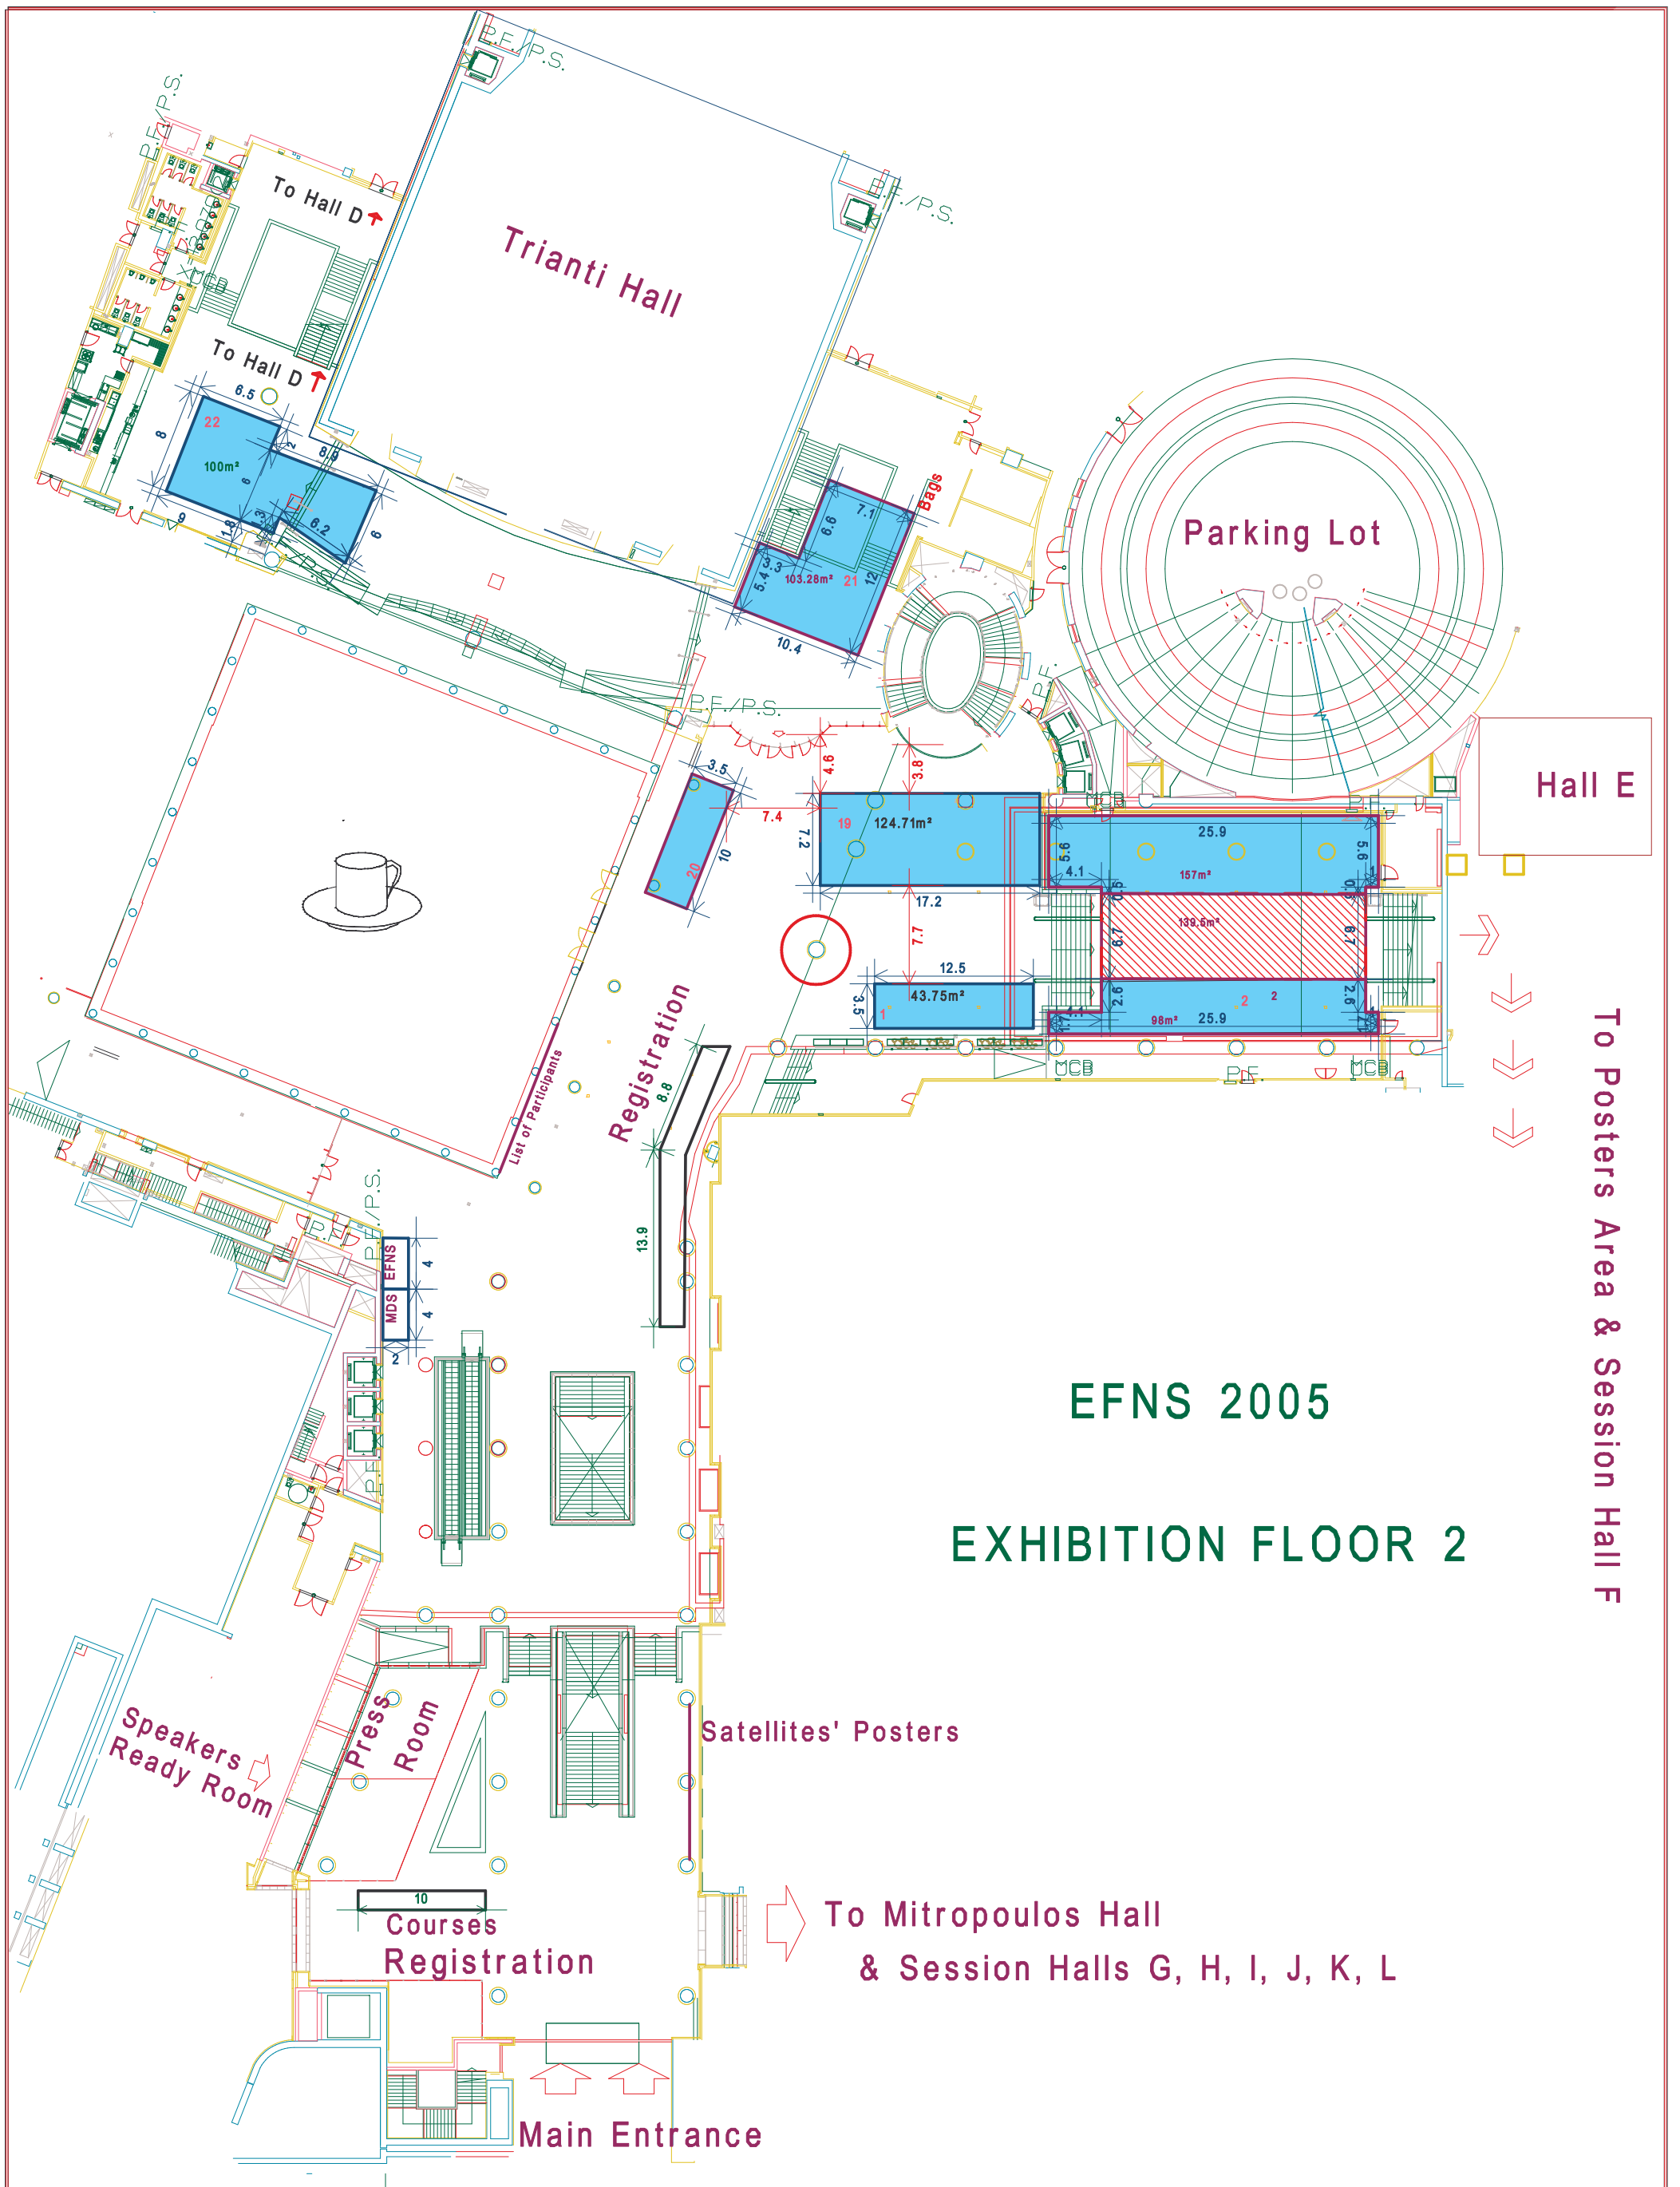 P.F./P.S.
P.F./P.S.
P.F./P.S.
To Hall D
Trianti Hall
MCB
To Hall D
6.5
22
8
2
8.9
100m²
6
9
1.8
6.2
6
Bags
7.1
6.6
3.3
5.4
103.28m²
21
12
10.4
Parking Lot
P.F./P.S.
P.F.
4.6
3.8
3.5
7.4
10
20
Hall E
MCB
19
124.71m²
7.2
17.2
25.9
5.6
5.6
4.1
157m²
139.5m²
6.7
6.7
7.7
12.5
43.75m²
3.5
1
2.6
2.6
2
2
98m²
25.9
MCB
P.F.
MCB
Registration
8.8
List of Participants
13.9
P.F./P.S.
EFNS
4
MDS
4
2
To Posters Area & Session Hall F
EFNS 2005
EXHIBITION FLOOR 2
Press
Room
Speakers
Ready Room
Satellites' Posters
10
Courses
Registration
To Mitropoulos Hall
& Session Halls G, H, I, J, K, L
Main Entrance